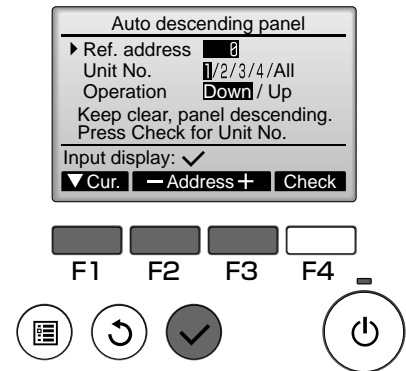 Auto descending panel
Ref. address 0
Unit No. 1/2/3/4/All
Operation Down / Up
Keep clear, panel descending.
Press Check for Unit No.
Input display: ✓
▼Cur. －Address＋ Check
F1 F2 F3 F4